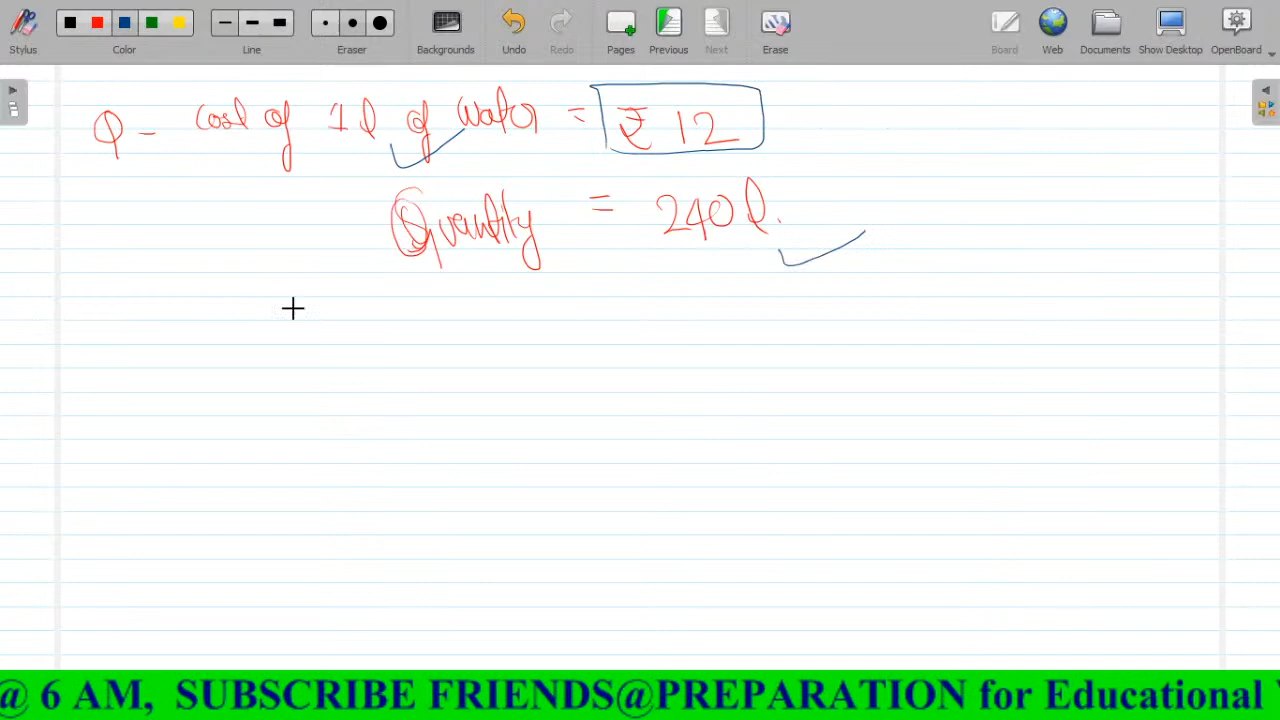 Stylus Color Line Eraser Backgrounds Undo Redo Pages Previous Next Erase Board Web Documents Show Desktop OpenBoard
Q - cost of 1 l of water = ₹ 12
Quantity = 240 l.
@ 6 AM, SUBSCRIBE FRIENDS@PREPARATION for Educational